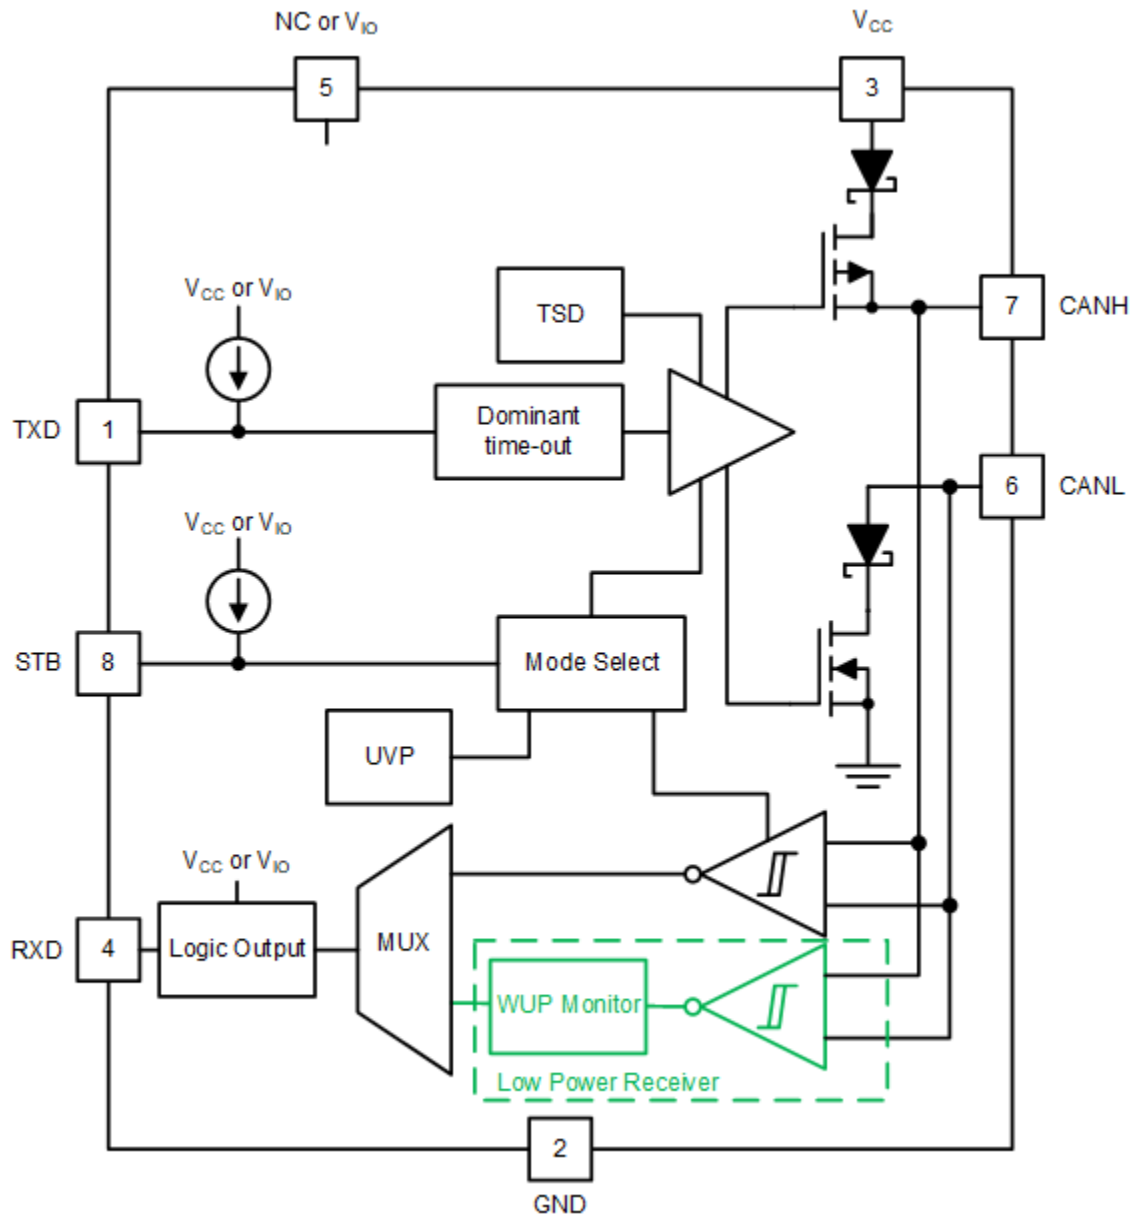 NC or VIO
VCC
5
3
VCC or VIO
TSD
7
CANH
TXD
1
Dominant
time-out
6
CANL
VCC or VIO
STB
8
Mode Select
UVP
VCC or VIO
RXD
4
Logic Output
MUX
WUP Monitor
Low Power Receiver
2
GND